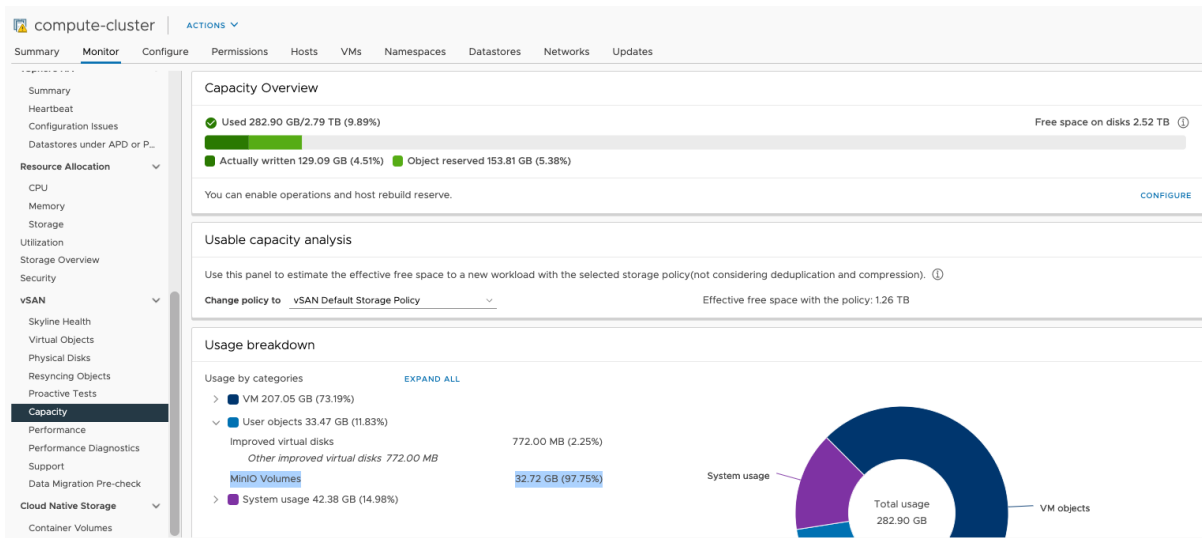 compute-cluster
ACTIONS
Summary Monitor Configure Permissions Hosts VMs Namespaces Datastores Networks Updates
Summary
Heartbeat
Configuration Issues
Datastores under APD or P...
Resource Allocation
CPU
Memory
Storage
Utilization
Storage Overview
Security
vSAN
Skyline Health
Virtual Objects
Physical Disks
Resyncing Objects
Proactive Tests
Capacity
Performance
Performance Diagnostics
Support
Data Migration Pre-check
Cloud Native Storage
Container Volumes
Capacity Overview
Used 282.90 GB/2.79 TB (9.89%) Free space on disks 2.52 TB
Actually written 129.09 GB (4.51%) Object reserved 153.81 GB (5.38%)
You can enable operations and host rebuild reserve. CONFIGURE
Usable capacity analysis
Use this panel to estimate the effective free space to a new workload with the selected storage policy(not considering deduplication and compression).
Change policy to vSAN Default Storage Policy Effective free space with the policy: 1.26 TB
Usage breakdown
Usage by categories EXPAND ALL
VM 207.05 GB (73.19%)
User objects 33.47 GB (11.83%)
Improved virtual disks 772.00 MB (2.25%)
Other improved virtual disks 772.00 MB
MinIO Volumes 32.72 GB (97.75%)
System usage 42.38 GB (14.98%)
System usage
Total usage
282.90 GB
VM objects